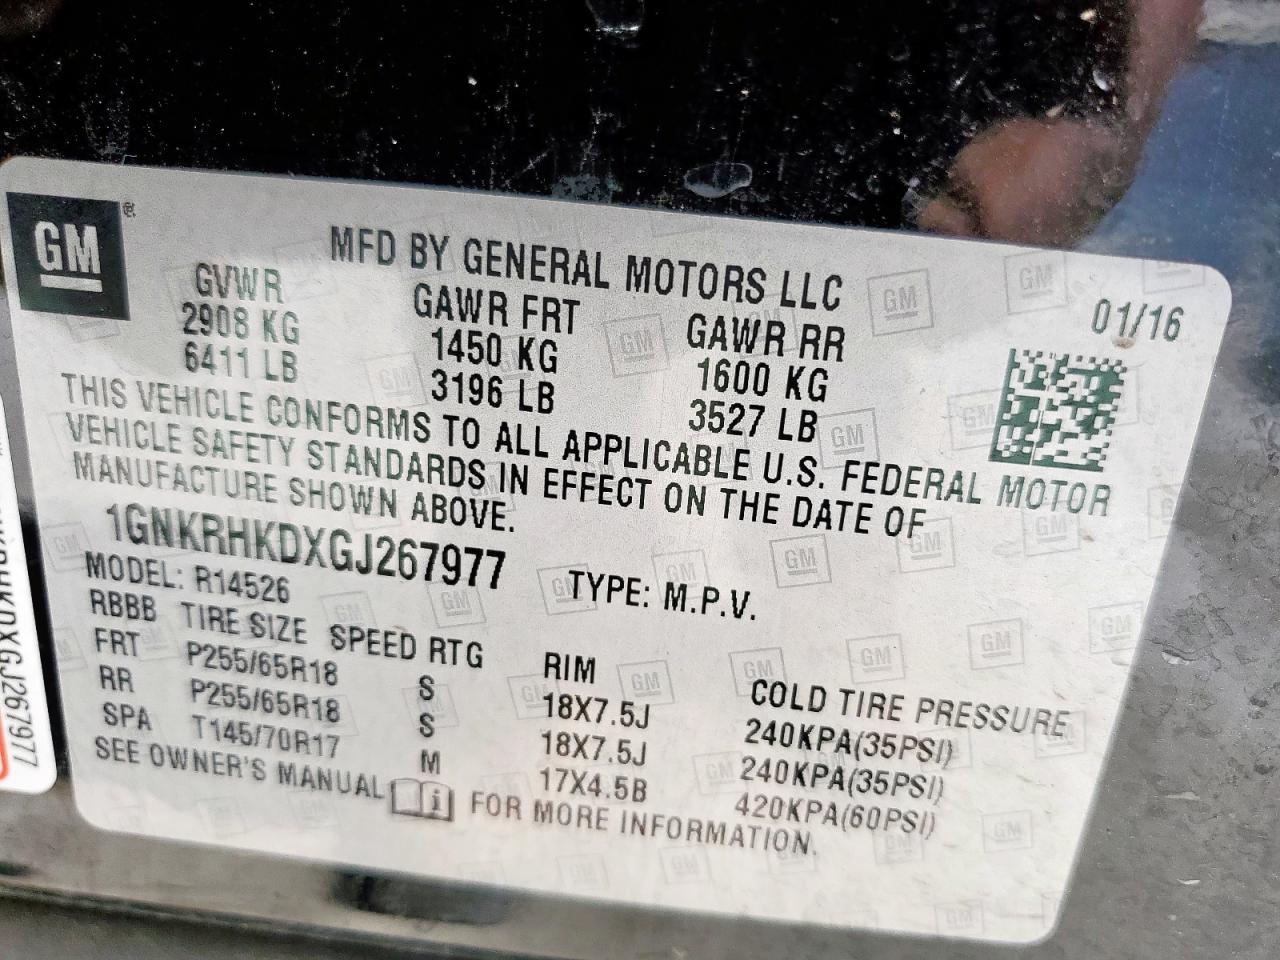 GM
MFD BY GENERAL MOTORS LLC
01/16
GVWR GAWR FRT GAWR RR
2908 KG 1450 KG 1600 KG
6411 LB 3196 LB 3527 LB
THIS VEHICLE CONFORMS TO ALL APPLICABLE U.S. FEDERAL MOTOR
VEHICLE SAFETY STANDARDS IN EFFECT ON THE DATE OF
MANUFACTURE SHOWN ABOVE.
1GNKRHKDXGJ267977 TYPE: M.P.V.
MODEL: R14526
RBBB TIRE SIZE SPEED RTG RIM COLD TIRE PRESSURE
FRT P255/65R18 S 18X7.5J 240KPA(35PSI)
RR P255/65R18 S 18X7.5J 240KPA(35PSI)
SPA T145/70R17 M 17X4.5B 420KPA(60PSI)
SEE OWNER'S MANUAL i FOR MORE INFORMATION.
KRHKDXGJ267977